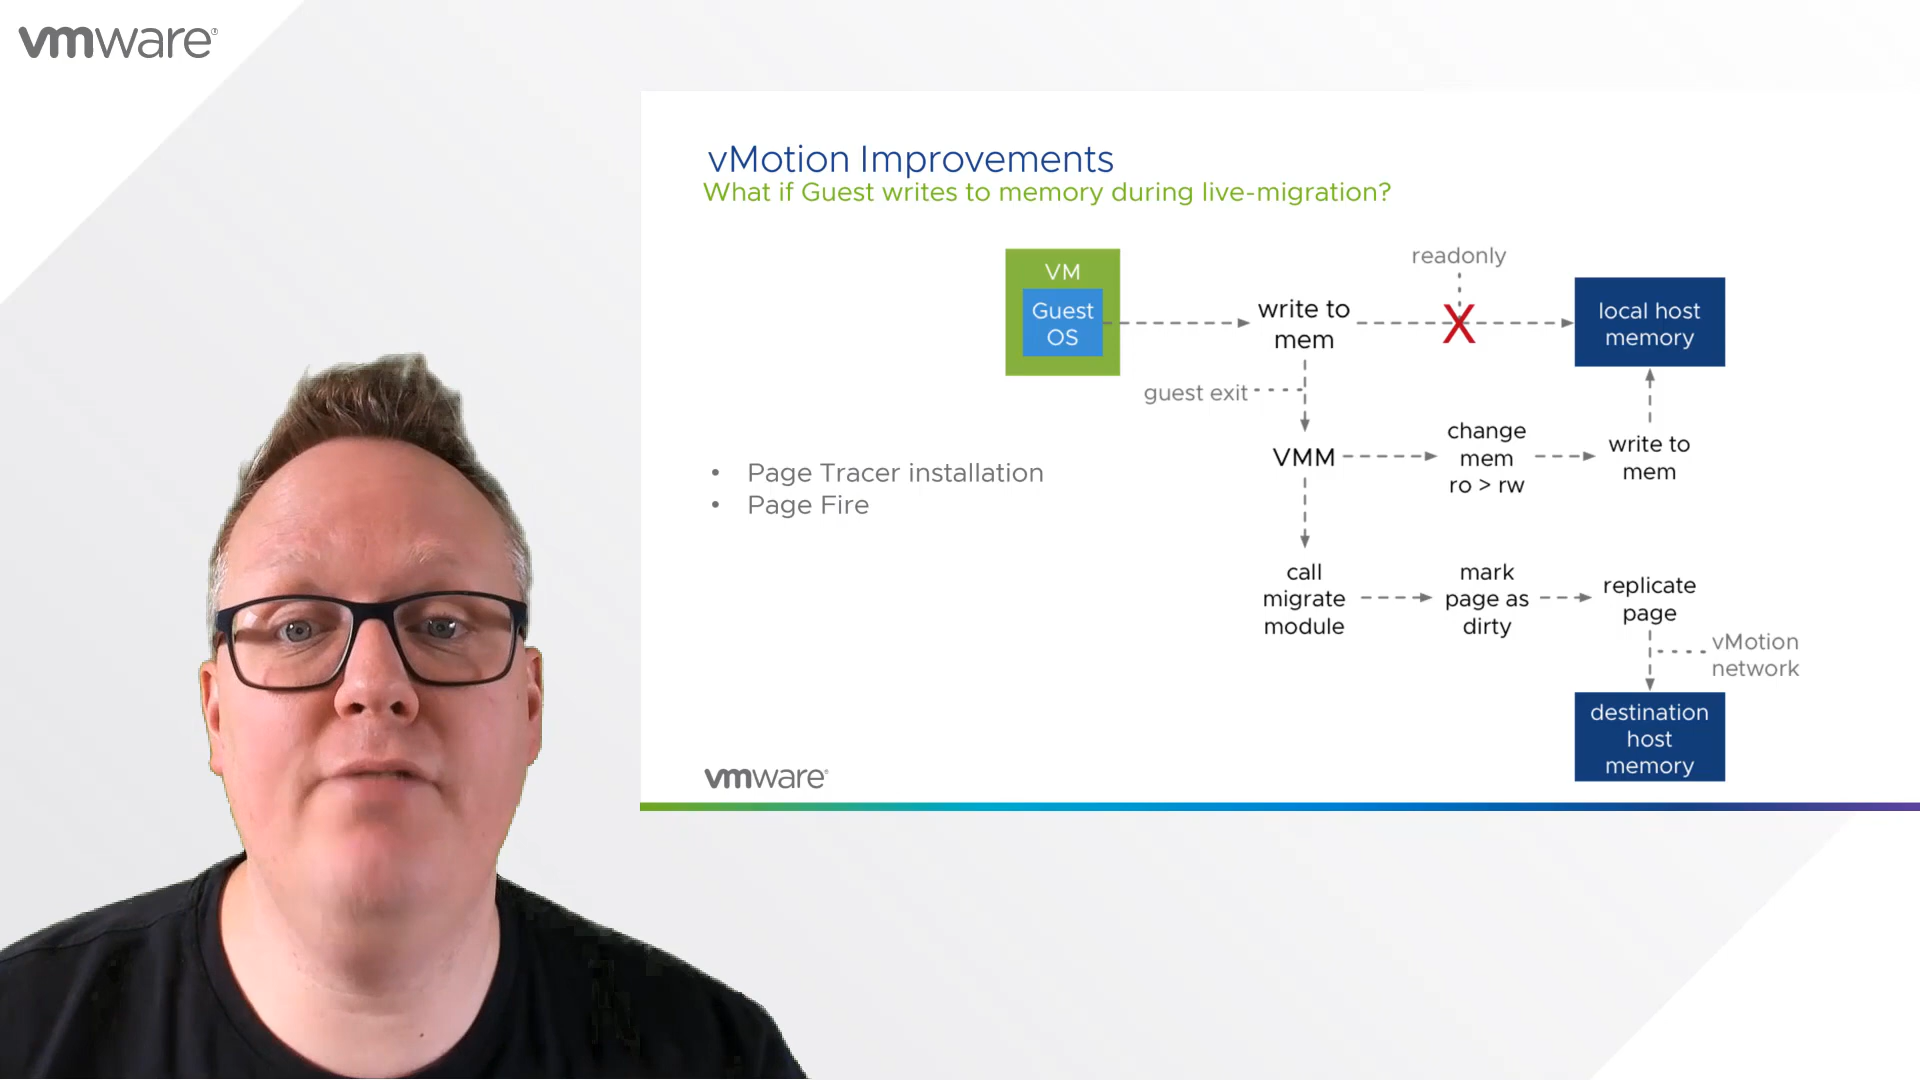 vmware®
vMotion Improvements
What if Guest writes to memory during live-migration?
readonly
VM
Guest
OS
write to
mem
X
local host
memory
guest exit
VMM
change
mem
ro > rw
write to
mem
• Page Tracer installation
• Page Fire
call
migrate
module
mark
page as
dirty
replicate
page
vMotion
network
destination
host
memory
vmware®